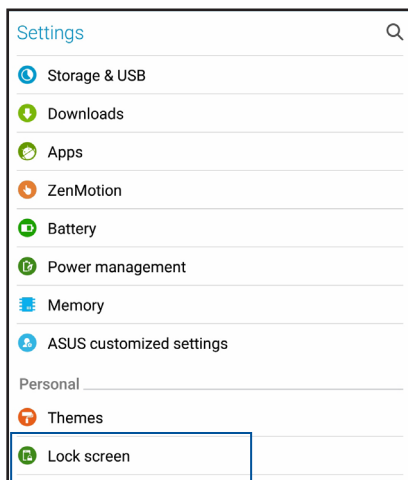 Settings
Storage & USB
Downloads
Apps
ZenMotion
Battery
Power management
Memory
ASUS customized settings
Personal
Themes
Lock screen